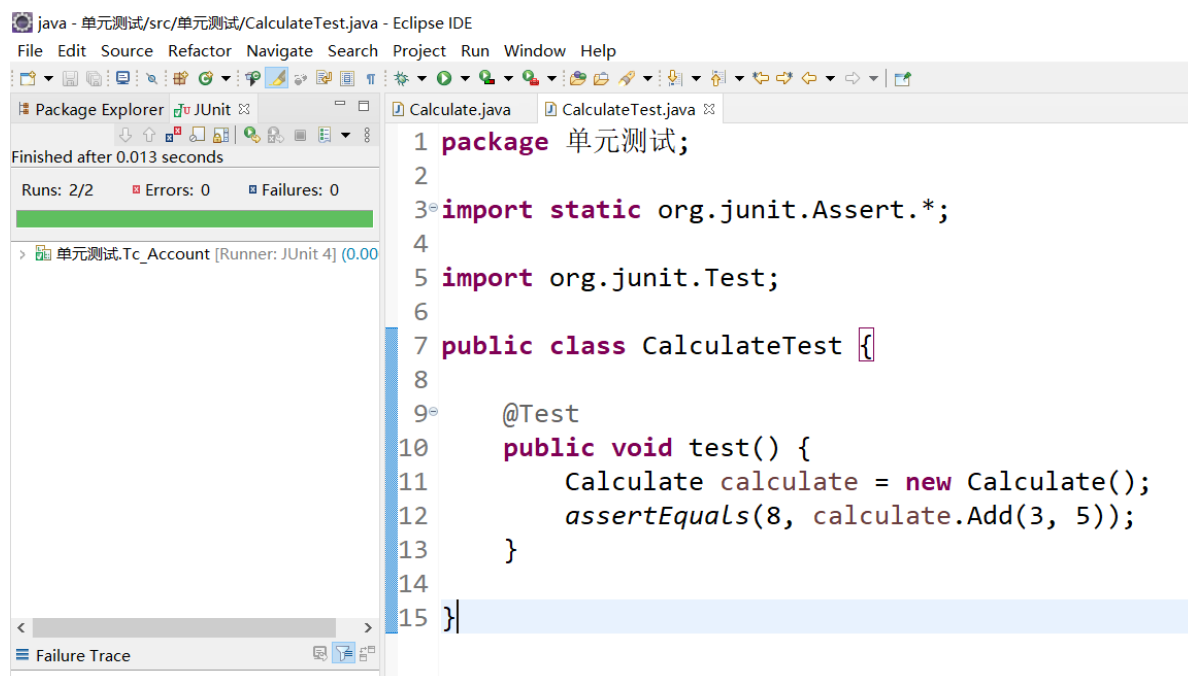 java - 单元测试/src/单元测试/CalculateTest.java - Eclipse IDE
File Edit Source Refactor Navigate Search Project Run Window Help
Package Explorer JUnit
Calculate.java CalculateTest.java
Finished after 0.013 seconds
Runs: 2/2 Errors: 0 Failures: 0
单元测试.Tc_Account [Runner: JUnit 4] (0.00
Failure Trace
1 package 单元测试;
2
3 import static org.junit.Assert.*;
4
5 import org.junit.Test;
6
7 public class CalculateTest {
8
9 @Test
10 public void test() {
11 Calculate calculate = new Calculate();
12 assertEquals(8, calculate.Add(3, 5));
13 }
14
15 }